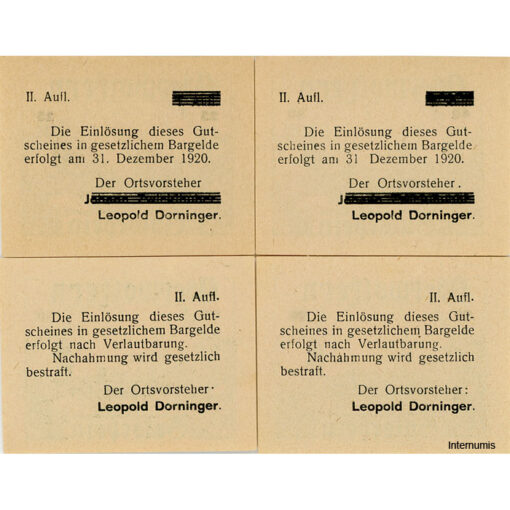 II. Aufl.
Die Einlösung dieses Gut-
scheines in gesetzlichem Bargelde
erfolgt am 31. Dezember 1920.
Der Ortsvorsteher
Leopold Dorninger.
II. Aufl.
Die Einlösung dieses Gut-
scheines in gesetzlichem Bargelde
erfolgt am 31 Dezember 1920.
Der Ortsvorsteher.
Leopold Dorninger.
II. Aufl.
Die Einlösung dieses Gut-
scheines in gesetzlichem Bargelde
erfolgt nach Verlautbarung.
Nachahmung wird gesetzlich
bestraft.
Der Ortsvorsteher·
Leopold Dorninger.
II. Aufl.
Die Einlösung dieses Gut-
scheines in gesetzlichem Bargelde
erfolgt nach Verlautbarung.
Nachahmung wird gesetzlich
bestraft.
Der Ortsvorsteher:
Leopold Dorninger.
Internumis